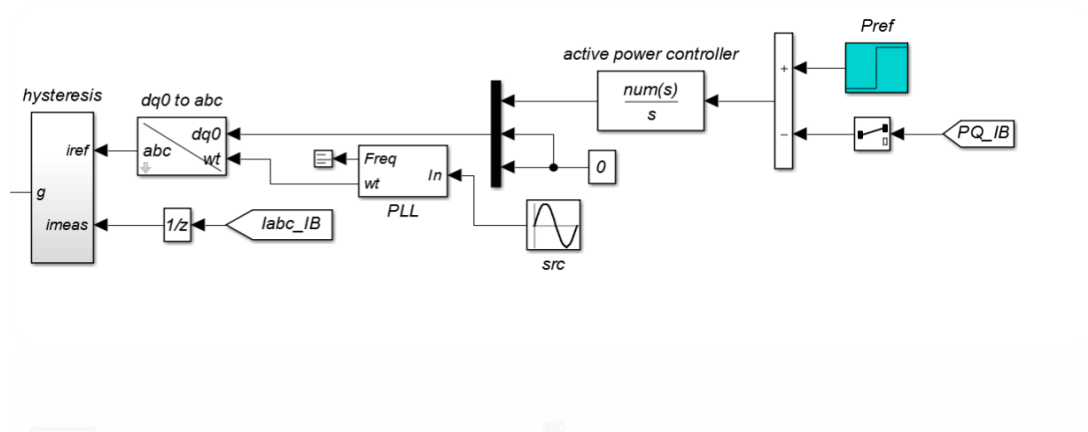 Pref
active power controller
+
num(s)
s
−
PQ_IB
hysteresis
dq0 to abc
iref
abc
dq0
wt
g
imeas
1/z
Iabc_IB
Freq
wt
In
PLL
0
src